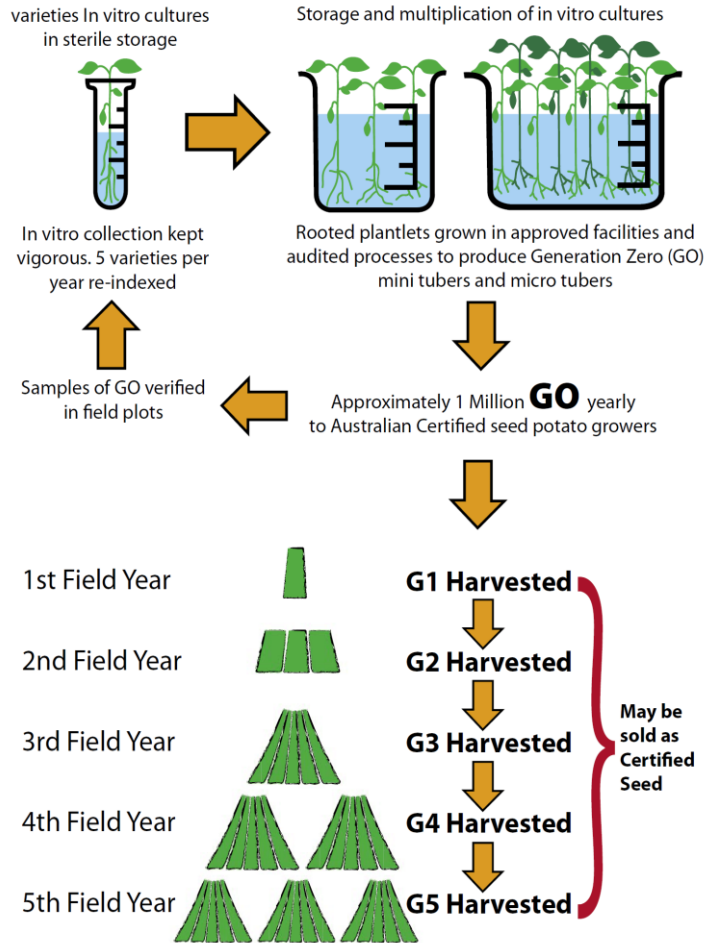 varieties In vitro cultures
in sterile storage
Storage and multiplication of in vitro cultures
In vitro collection kept
vigorous. 5 varieties per
year re-indexed
Rooted plantlets grown in approved facilities and
audited processes to produce Generation Zero (GO)
mini tubers and micro tubers
Samples of GO verified
in field plots
Approximately 1 Million GO yearly
to Australian Certified seed potato growers
1st Field Year
G1 Harvested
2nd Field Year
G2 Harvested
3rd Field Year
G3 Harvested
4th Field Year
G4 Harvested
5th Field Year
G5 Harvested
May be
sold as
Certified
Seed